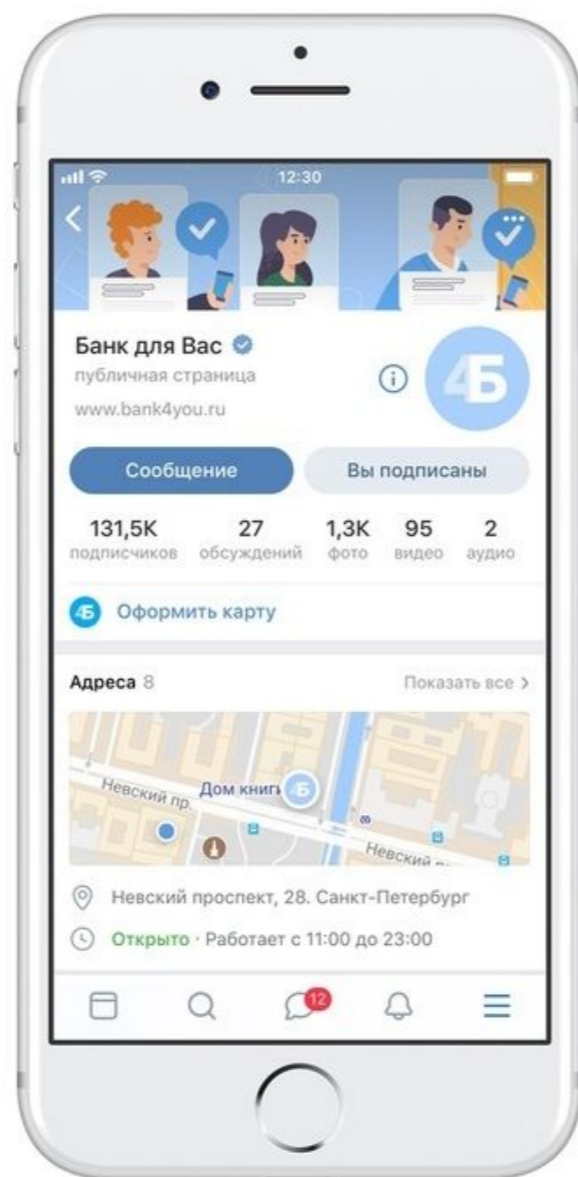 12:30
Банк для Вас
публичная страница
www.bank4you.ru
4Б
Сообщение
Вы подписаны
131,5K 27 1,3K 95 2
подписчиков обсуждений фото видео аудио
4Б Оформить карту
Адреса 8 Показать все
Невский пр.
Дом книги
4Б
Невский
Невский проспект, 28. Санкт-Петербург
Открыто · Работает с 11:00 до 23:00
12